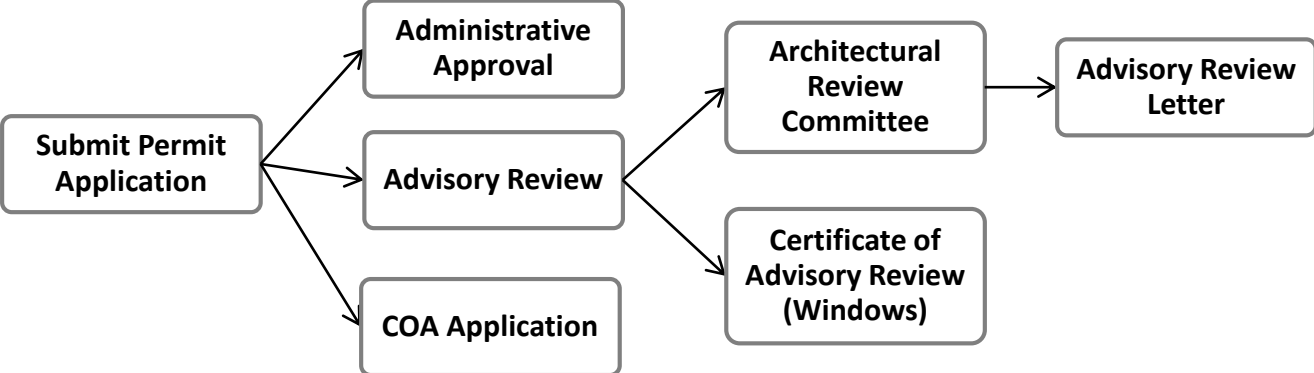 Submit Permit
Application
Administrative
Approval
Advisory Review
COA Application
Architectural
Review
Committee
Certificate of
Advisory Review
(Windows)
Advisory Review
Letter